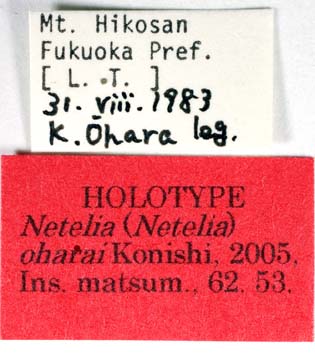 Mt. Hikosan
Fukuoka Pref.
[ L. T. ]
31. viii. 1983
K. Ōhara leg.
HOLOTYPE
Netelia (Netelia)
oharai Konishi, 2005,
Ins. matsum., 62. 53.